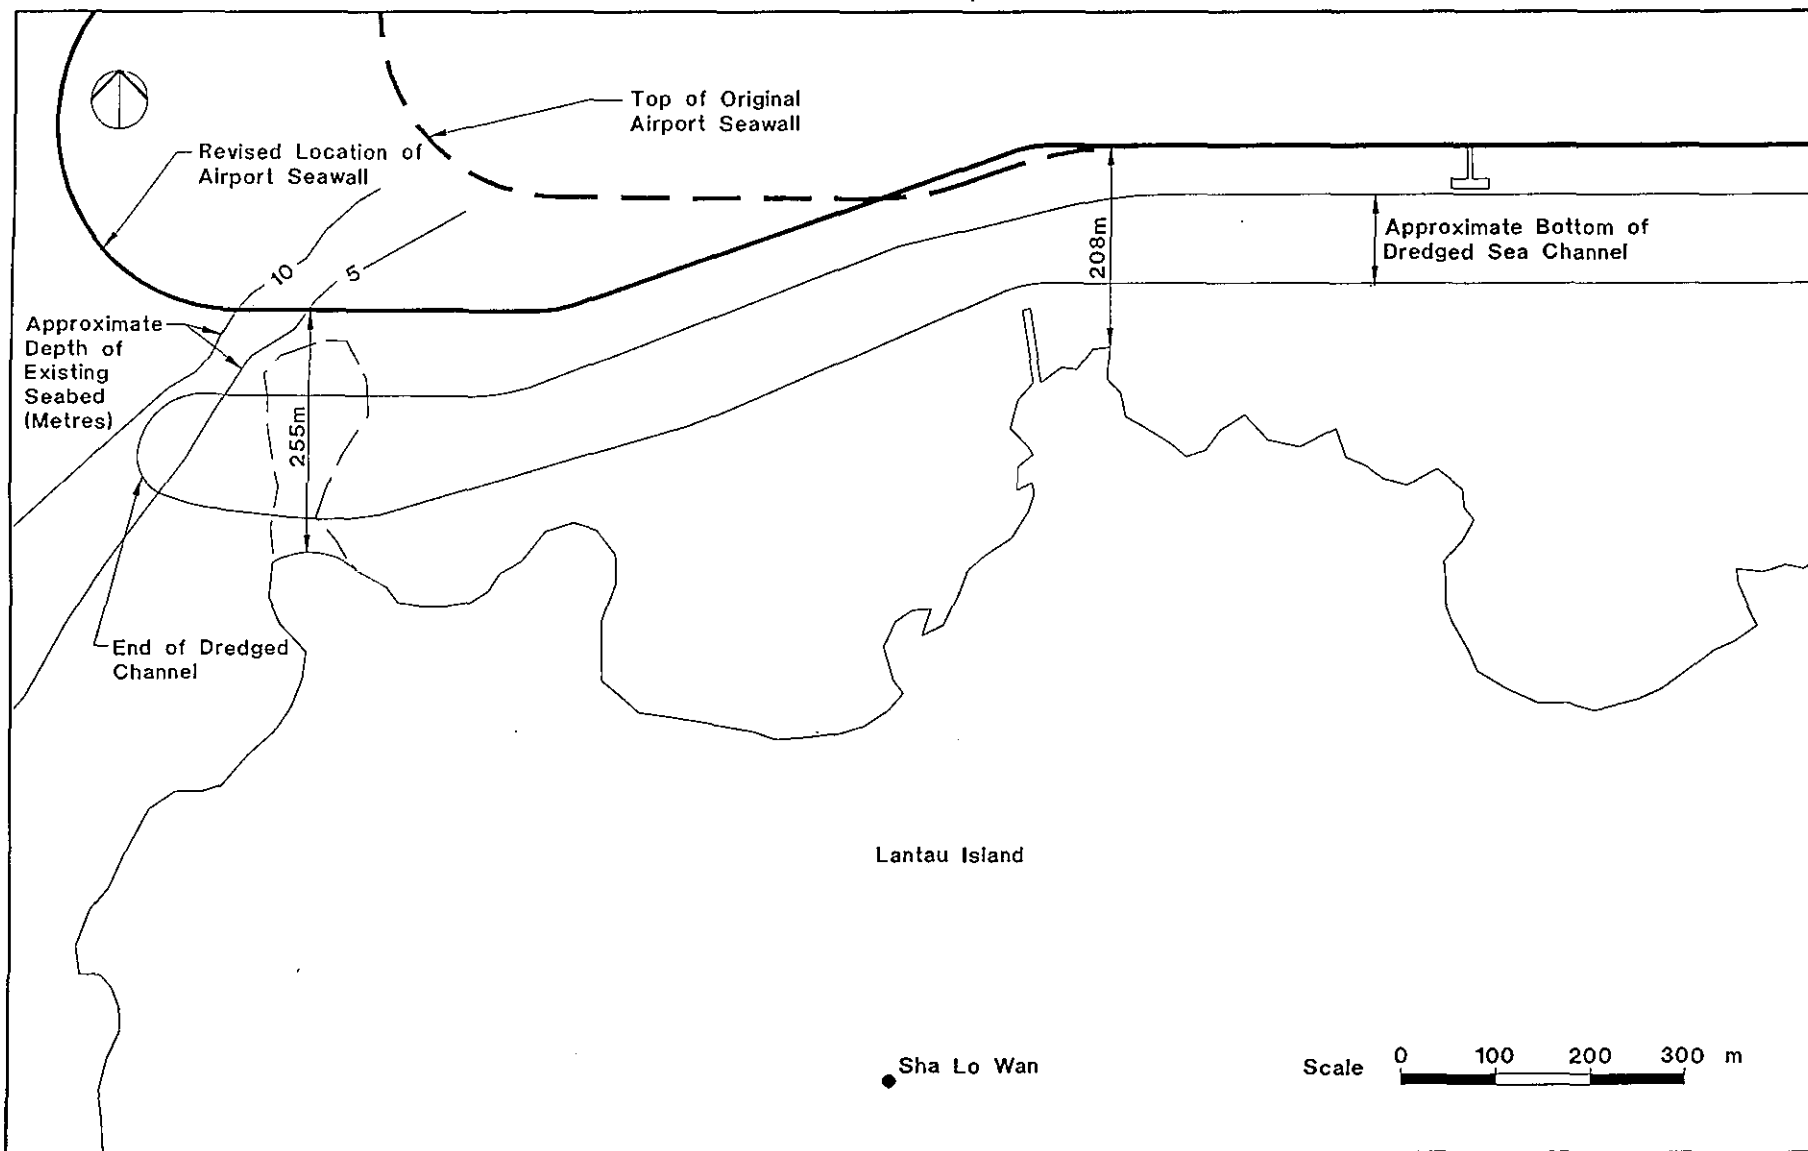 Top of Original
Airport Seawall
Revised Location of
Airport Seawall
10
5
208m
Approximate Bottom of
Dredged Sea Channel
Approximate
Depth of
Existing
Seabed
(Metres)
255m
End of Dredged
Channel
Lantau Island
Sha Lo Wan
Scale 0 100 200 300 m